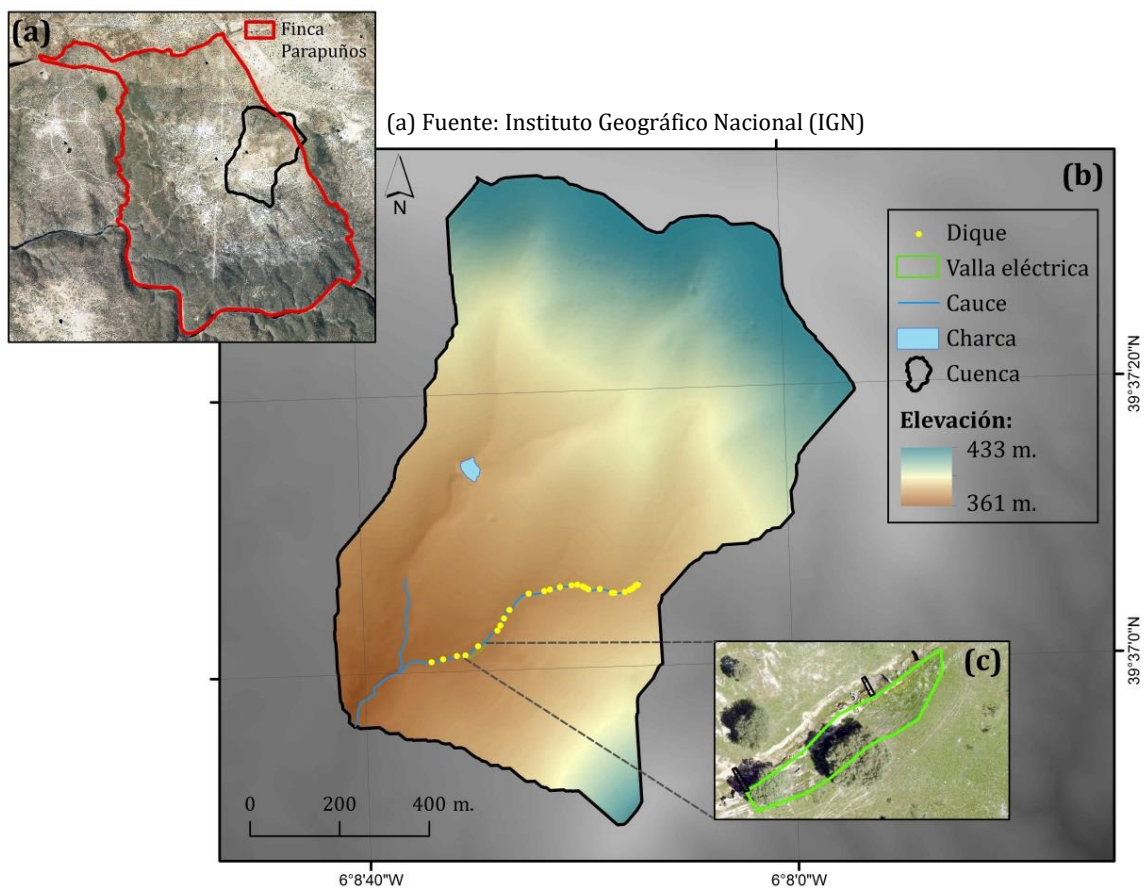 (a)
Finca
Parapuños
(a) Fuente: Instituto Geográfico Nacional (IGN)
(b)
N
Dique
Valla eléctrica
Cauce
Charca
Cuenca
Elevación:
433 m.
361 m.
39°37'20"N
39°37'0"N
(c)
0 200 400 m.
6°8'40"W
6°8'0"W